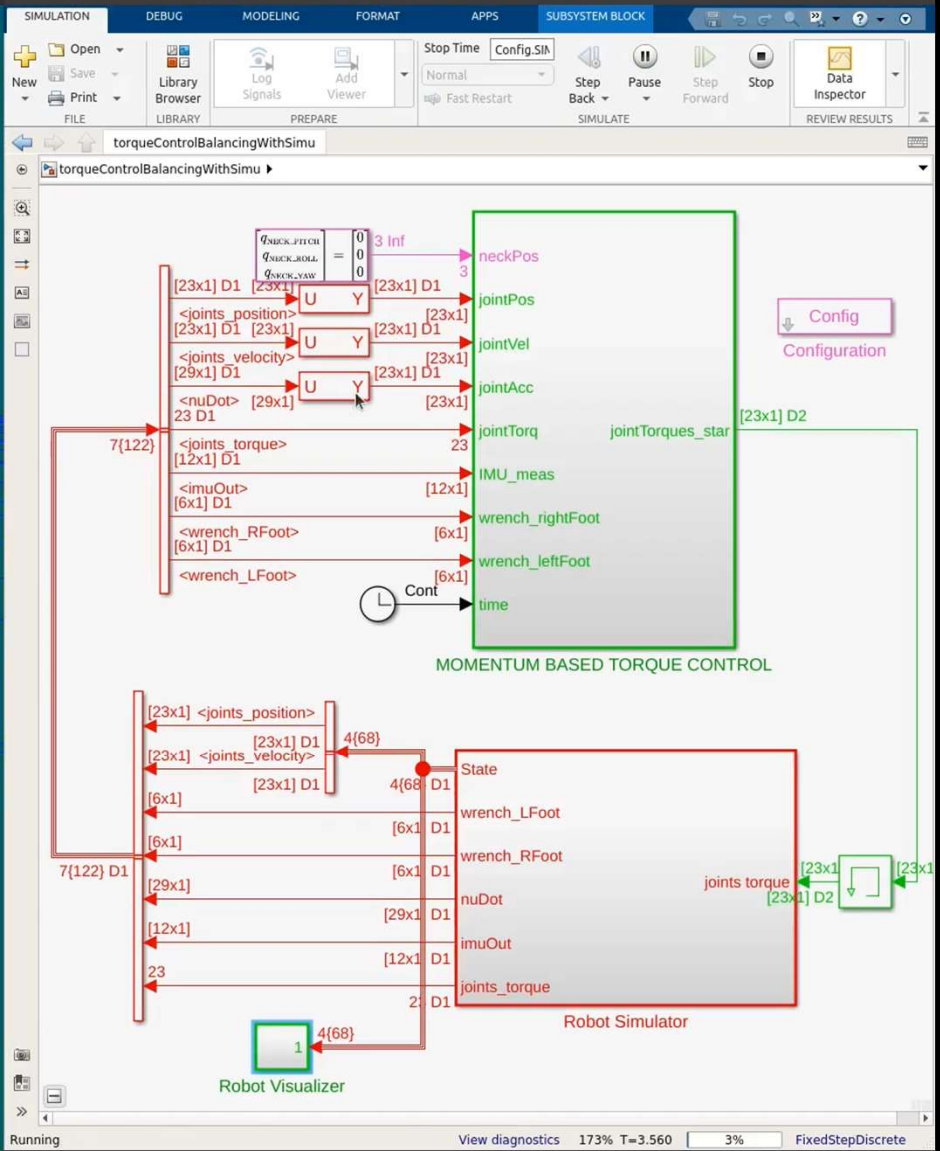 SIMULATION DEBUG MODELING FORMAT APPS SUBSYSTEM BLOCK
New
Open
Save
Print
FILE
Library
Browser
LIBRARY
Log
Signals
Add
Viewer
PREPARE
Stop Time Config.SIM
Normal
Fast Restart
Step
Back
Pause
Step
Forward
Stop
SIMULATE
Data
Inspector
REVIEW RESULTS
torqueControlBalancingWithSimu
torqueControlBalancingWithSimu
qNECK_PITCH
qNECK_ROLL
qNECK_YAW
=
0
0
0
3 Inf
3
neckPos
[23x1] D1 [23x1]
U Y
[23x1] D1
jointPos
<joints_position>
[23x1]
[23x1] D1 [23x1]
U Y
[23x1] D1
jointVel
<joints_velocity>
[23x1]
[29x1] D1
U Y
[23x1] D1
jointAcc
<nuDot> [29x1]
[23x1]
23 D1
7{122}
jointTorq
<joints_torque>
23
[12x1] D1
IMU_meas
<imuOut>
[12x1]
[6x1] D1
wrench_rightFoot
<wrench_RFoot>
[6x1]
[6x1] D1
wrench_leftFoot
<wrench_LFoot>
[6x1]
Cont
time
jointTorques_star
[23x1] D2
MOMENTUM BASED TORQUE CONTROL
Config
Configuration
[23x1] <joints_position>
[23x1] D1
4{68}
[23x1] <joints_velocity>
[23x1] D1
State
4{68 D1
[6x1]
wrench_LFoot
[6x1 D1
[6x1]
wrench_RFoot
7{122} D1
[6x1 D1
[29x1]
nuDot
[29x1 D1
[12x1]
imuOut
[12x1 D1
23
joints_torque
23 D1
joints torque
[23x1
[23x1
[23x1] D2
Robot Simulator
4{68}
1
Robot Visualizer
Running
View diagnostics
173% T=3.560
3%
FixedStepDiscrete